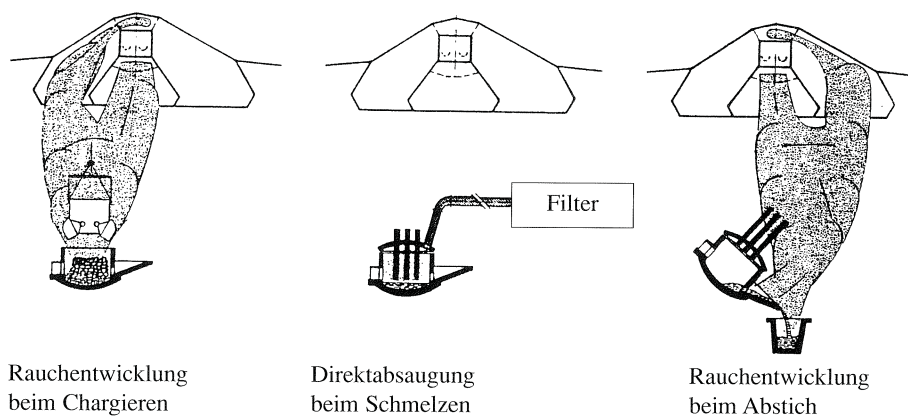 Filter
Rauchentwicklung
beim Chargieren
Direktabsaugung
beim Schmelzen
Rauchentwicklung
beim Abstich